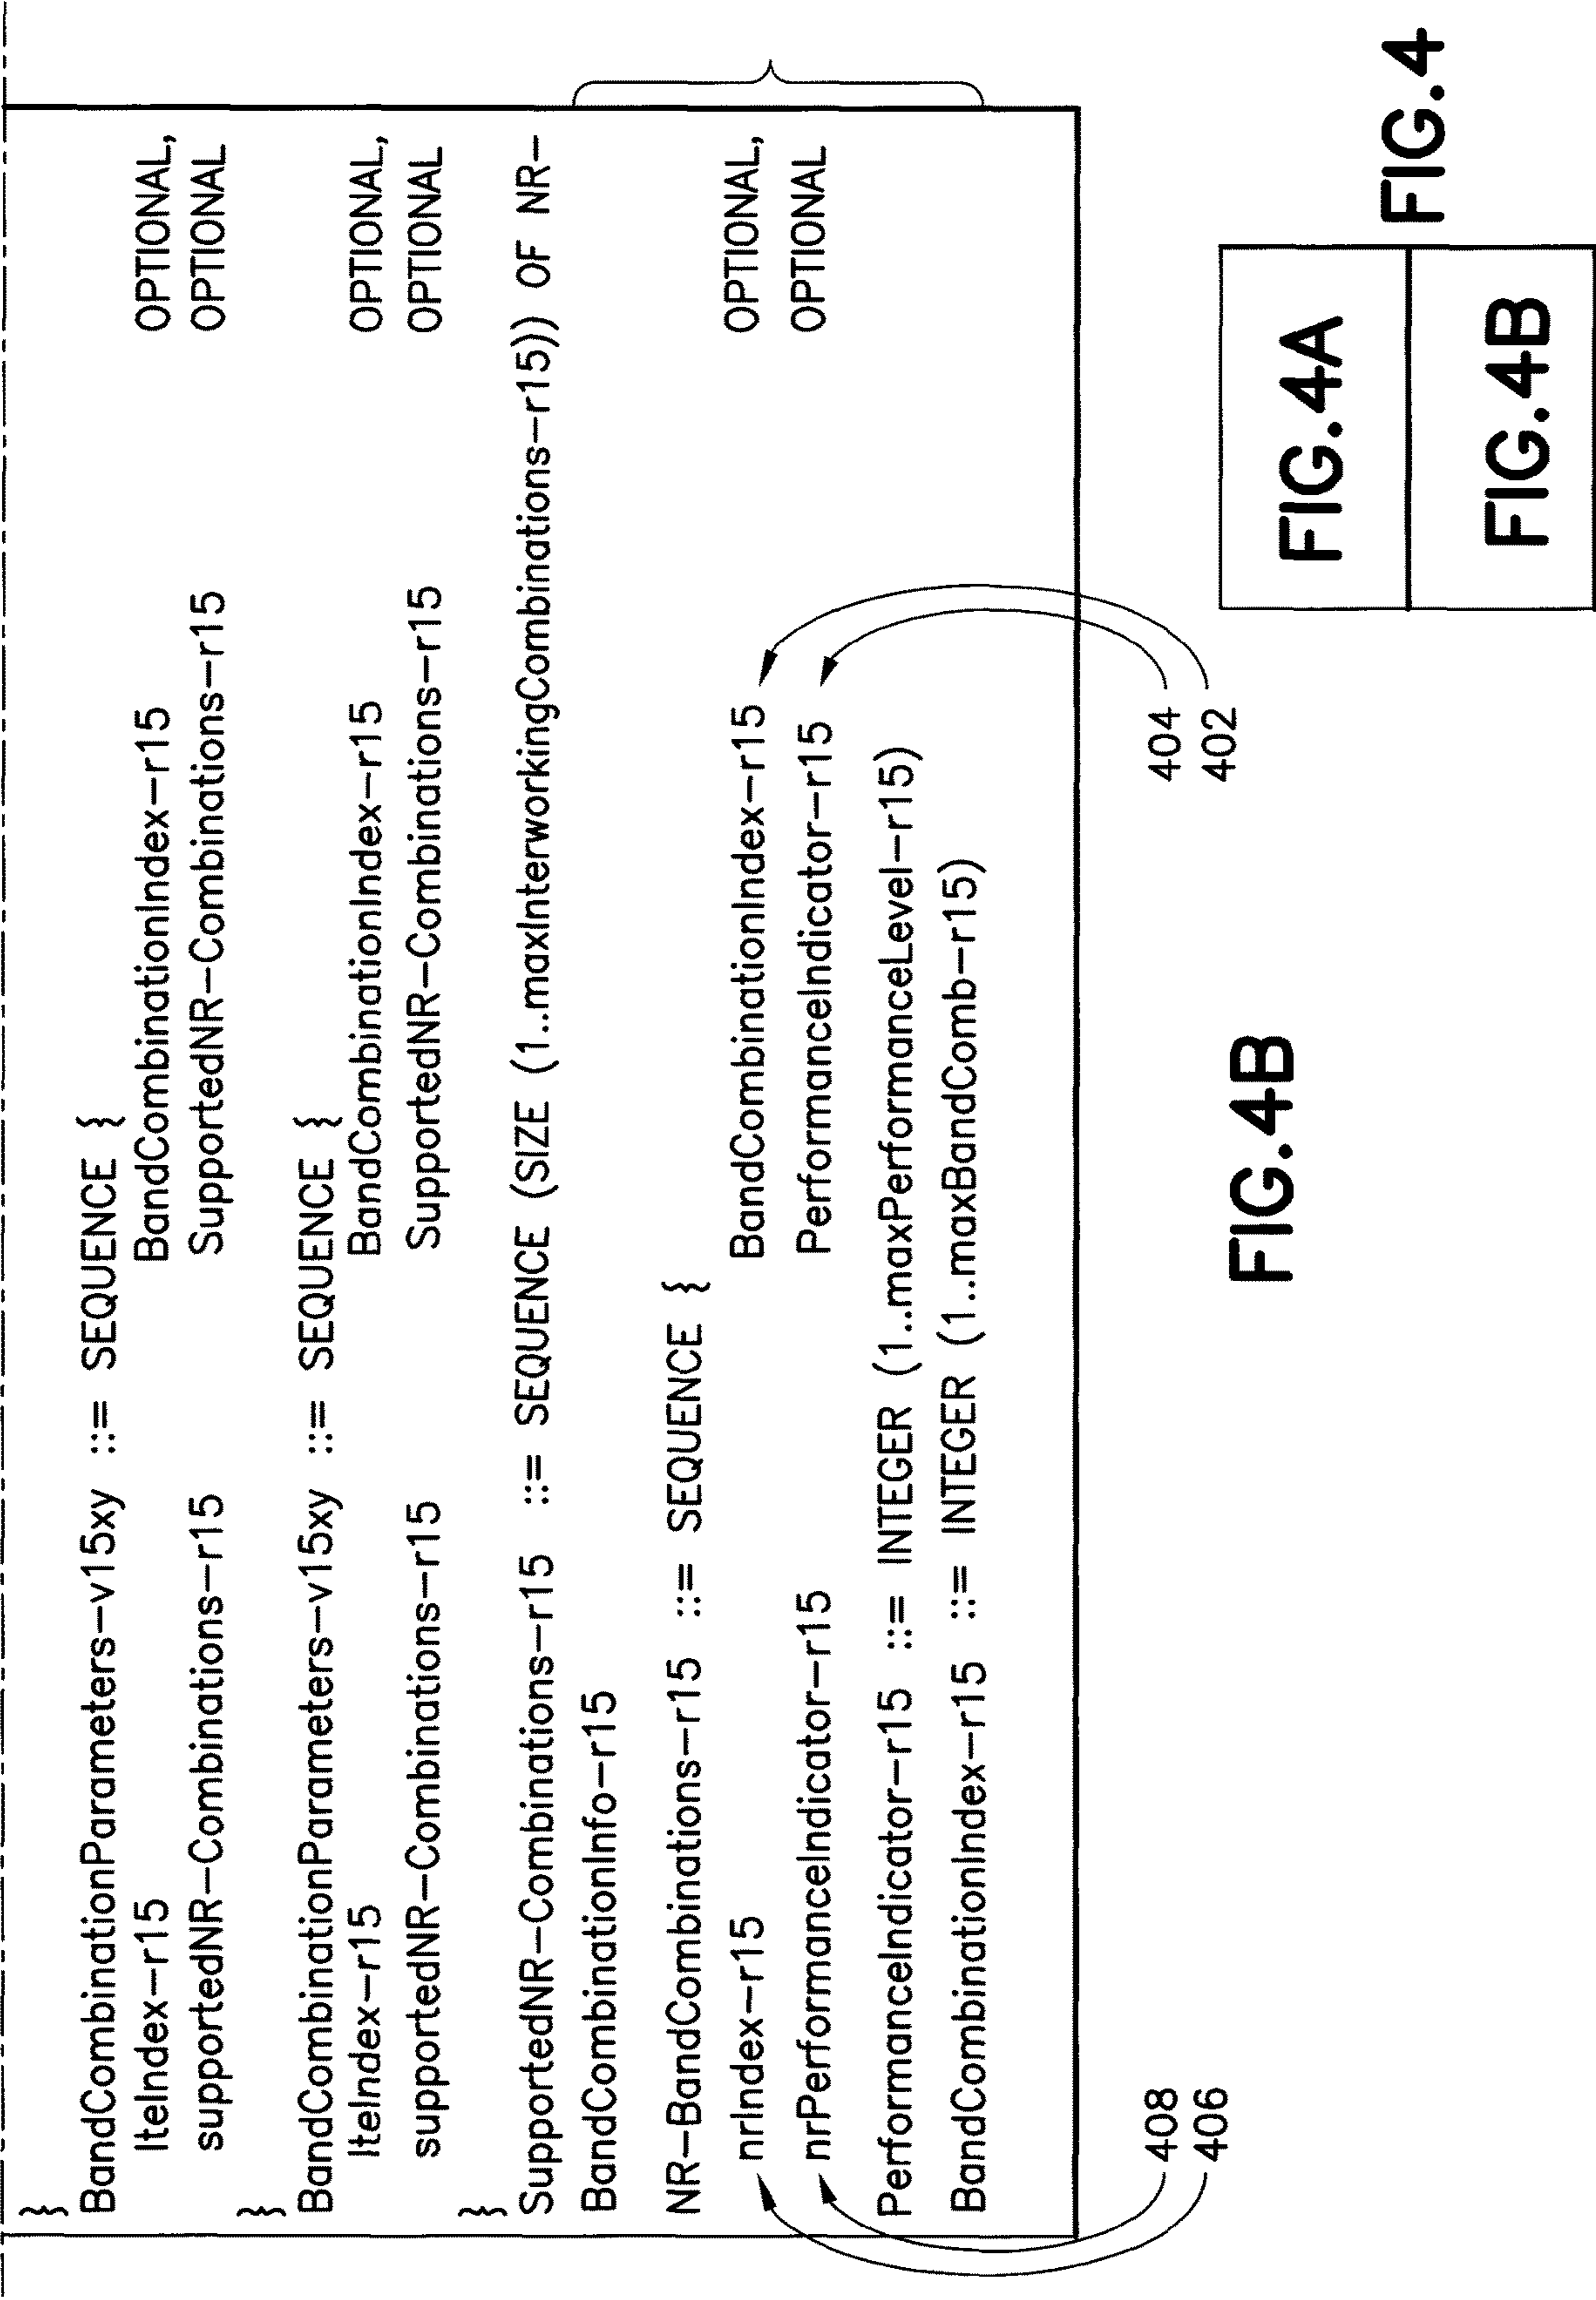 }
BandCombinationParameters-v15xy ::= SEQUENCE {
lteIndex-r15 BandCombinationIndex-r15 OPTIONAL,
supportedNR-Combinations-r15 SupportedNR-Combinations-r15 OPTIONAL
}
BandCombinationParameters-v15xy ::= SEQUENCE {
lteIndex-r15 BandCombinationIndex-r15 OPTIONAL,
supportedNR-Combinations-r15 SupportedNR-Combinations-r15 OPTIONAL
}
SupportedNR-Combinations-r15 ::= SEQUENCE (SIZE (1..maxInterworkingCombinations-r15)) OF NR-
BandCombinationInfo-r15
NR-BandCombinations-r15 ::= SEQUENCE {
nrIndex-r15 BandCombinationIndex-r15 OPTIONAL,
nrPerformanceIndicator-r15 PerformanceIndicator-r15 OPTIONAL
PerformanceIndicator-r15 ::= INTEGER (1..maxPerformanceLevel-r15)
BandCombinationIndex-r15 ::= INTEGER (1..maxBandComb-r15)
408 404
406 402
FIG.4B
FIG.4A
FIG.4B
FIG.4